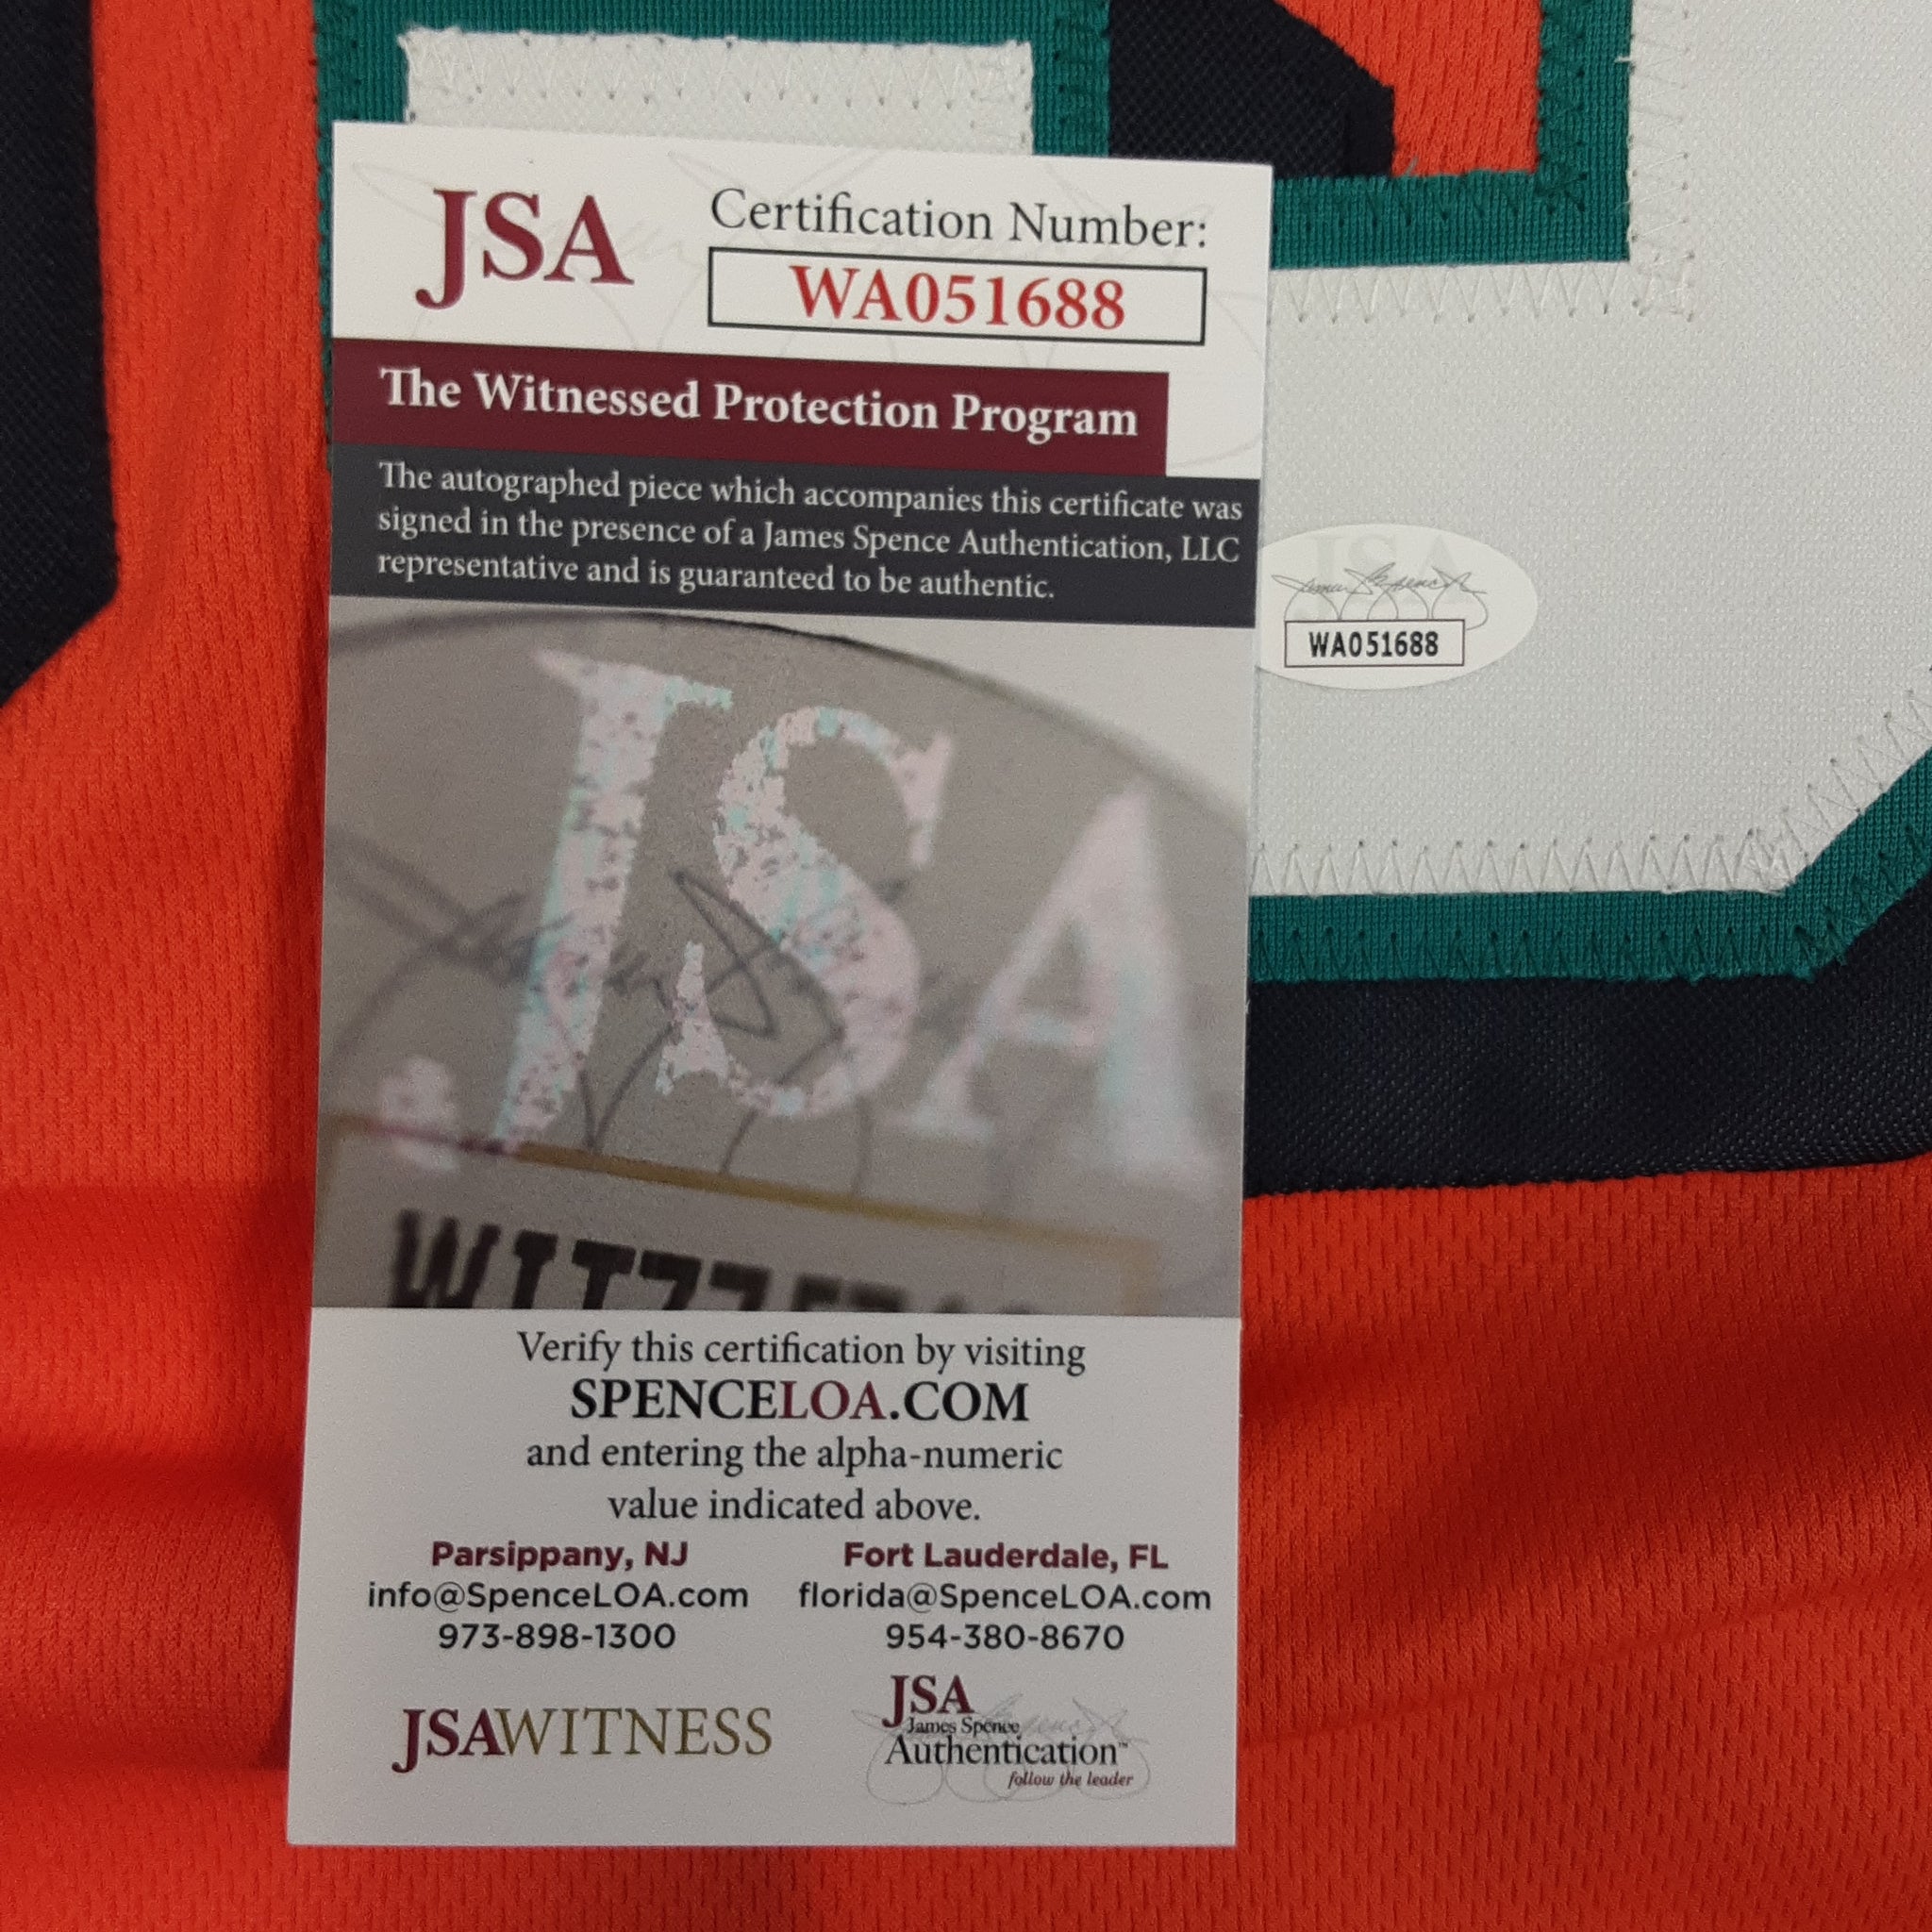 JSA
Certification Number:
WA051688
The Witnessed Protection Program
The autographed piece which accompanies this certificate was
signed in the presence of a James Spence Authentication, LLC
representative and is guaranteed to be authentic.
JSA
WA051688
JSA
Verify this certification by visiting
SPENCELOA.COM
and entering the alpha-numeric
value indicated above.
Parsippany, NJ
info@SpenceLOA.com
973-898-1300
Fort Lauderdale, FL
florida@SpenceLOA.com
954-380-8670
JSAWITNESS
JSA
James Spence
Authentication™
follow the leader